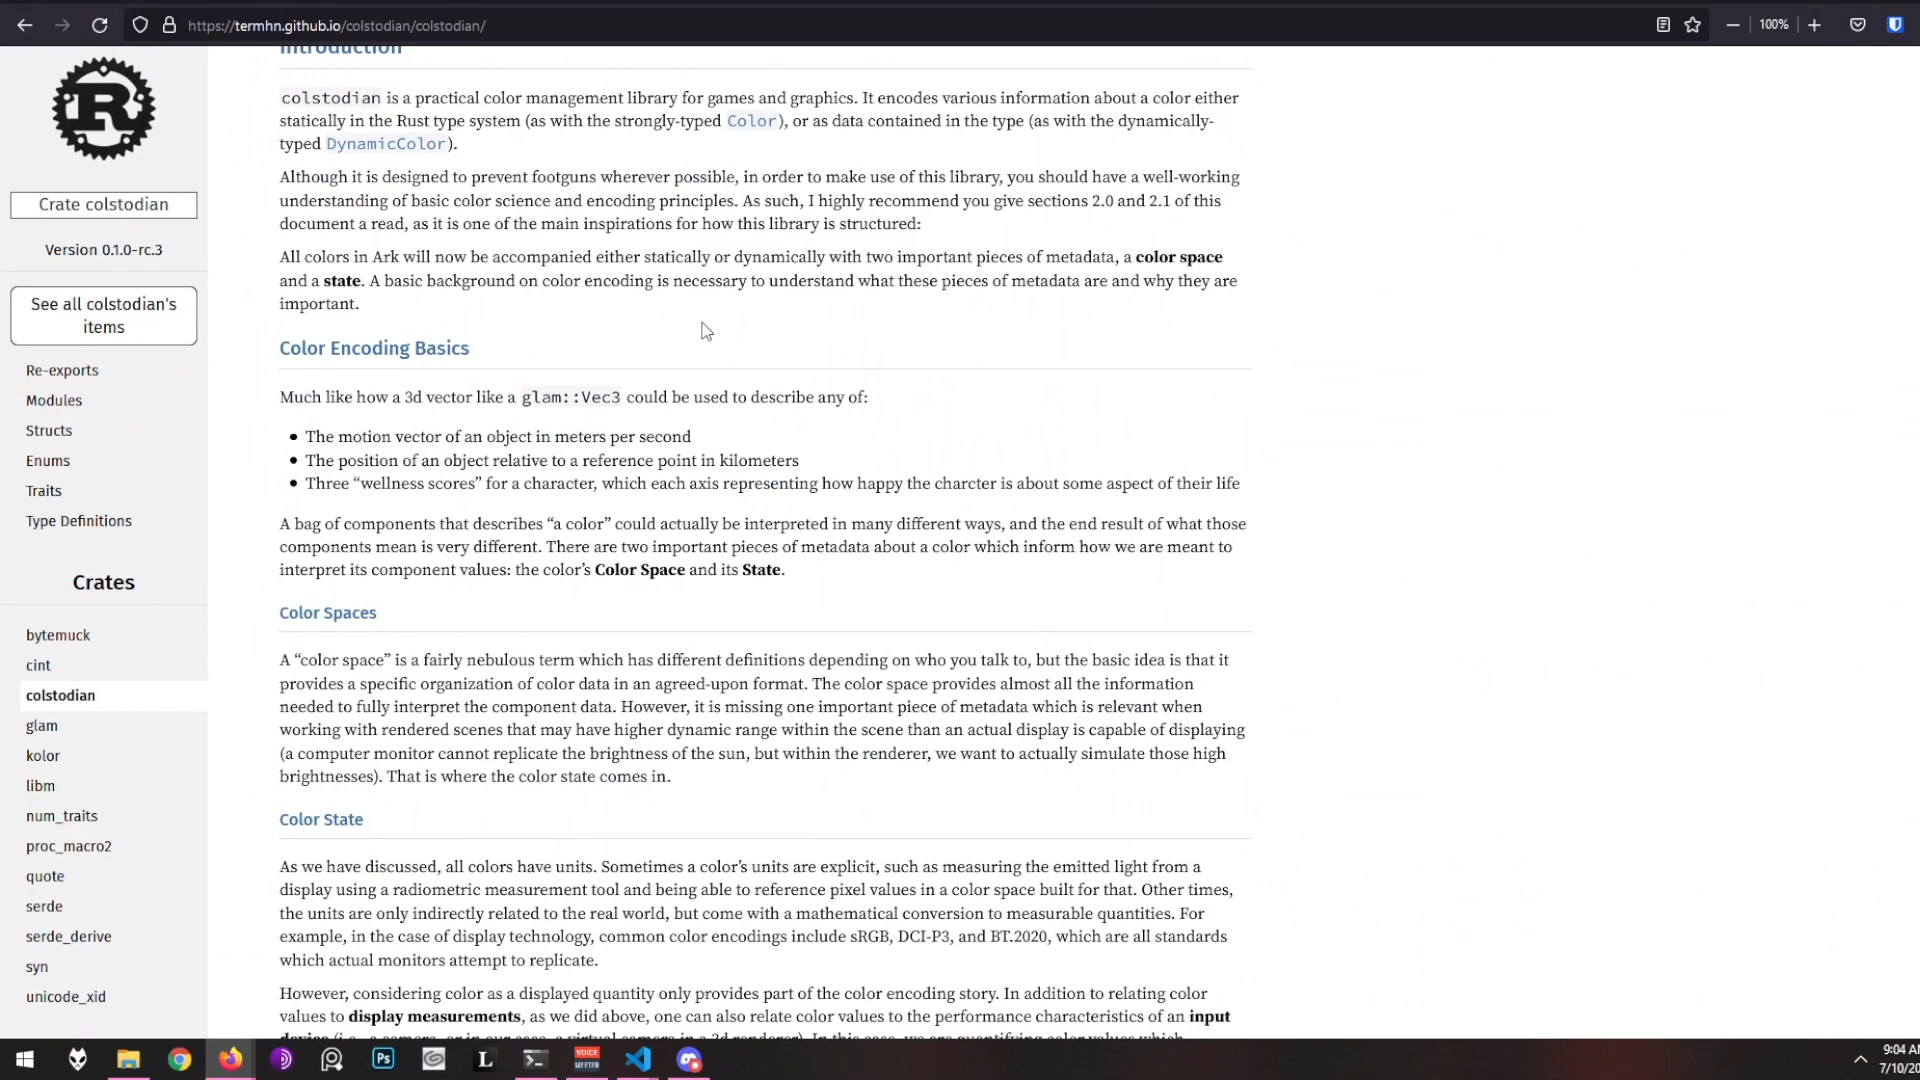 https://termhn.github.io/colstodian/colstodian/
100%
Crate colstodian
Version 0.1.0-rc.3
See all colstodian's
items
Re-exports
Modules
Structs
Enums
Traits
Type Definitions
Crates
bytemuck
cint
colstodian
glam
kolor
libm
num_traits
proc_macro2
quote
serde
serde_derive
syn
unicode_xid
Introduction
colstodian is a practical color management library for games and graphics. It encodes various information about a color either
statically in the Rust type system (as with the strongly-typed Color), or as data contained in the type (as with the dynamically-
typed DynamicColor).
Although it is designed to prevent footguns wherever possible, in order to make use of this library, you should have a well-working
understanding of basic color science and encoding principles. As such, I highly recommend you give sections 2.0 and 2.1 of this
document a read, as it is one of the main inspirations for how this library is structured:
All colors in Ark will now be accompanied either statically or dynamically with two important pieces of metadata, a color space
and a state. A basic background on color encoding is necessary to understand what these pieces of metadata are and why they are
important.
Color Encoding Basics
Much like how a 3d vector like a glam::Vec3 could be used to describe any of:
• The motion vector of an object in meters per second
• The position of an object relative to a reference point in kilometers
• Three “wellness scores” for a character, which each axis representing how happy the charcter is about some aspect of their life
A bag of components that describes “a color” could actually be interpreted in many different ways, and the end result of what those
components mean is very different. There are two important pieces of metadata about a color which inform how we are meant to
interpret its component values: the color’s Color Space and its State.
Color Spaces
A “color space” is a fairly nebulous term which has different definitions depending on who you talk to, but the basic idea is that it
provides a specific organization of color data in an agreed-upon format. The color space provides almost all the information
needed to fully interpret the component data. However, it is missing one important piece of metadata which is relevant when
working with rendered scenes that may have higher dynamic range within the scene than an actual display is capable of displaying
(a computer monitor cannot replicate the brightness of the sun, but within the renderer, we want to actually simulate those high
brightnesses). That is where the color state comes in.
Color State
As we have discussed, all colors have units. Sometimes a color’s units are explicit, such as measuring the emitted light from a
display using a radiometric measurement tool and being able to reference pixel values in a color space built for that. Other times,
the units are only indirectly related to the real world, but come with a mathematical conversion to measurable quantities. For
example, in the case of display technology, common color encodings include sRGB, DCI-P3, and BT.2020, which are all standards
which actual monitors attempt to replicate.
However, considering color as a displayed quantity only provides part of the color encoding story. In addition to relating color
values to display measurements, as we did above, one can also relate color values to the performance characteristics of an input
device (i.e., a camera, or in our case, a virtual camera in a 3d renderer). In this case, we are quantifying color values which
Ps
L
VOICE
MEETER
9:04 AM
7/10/20